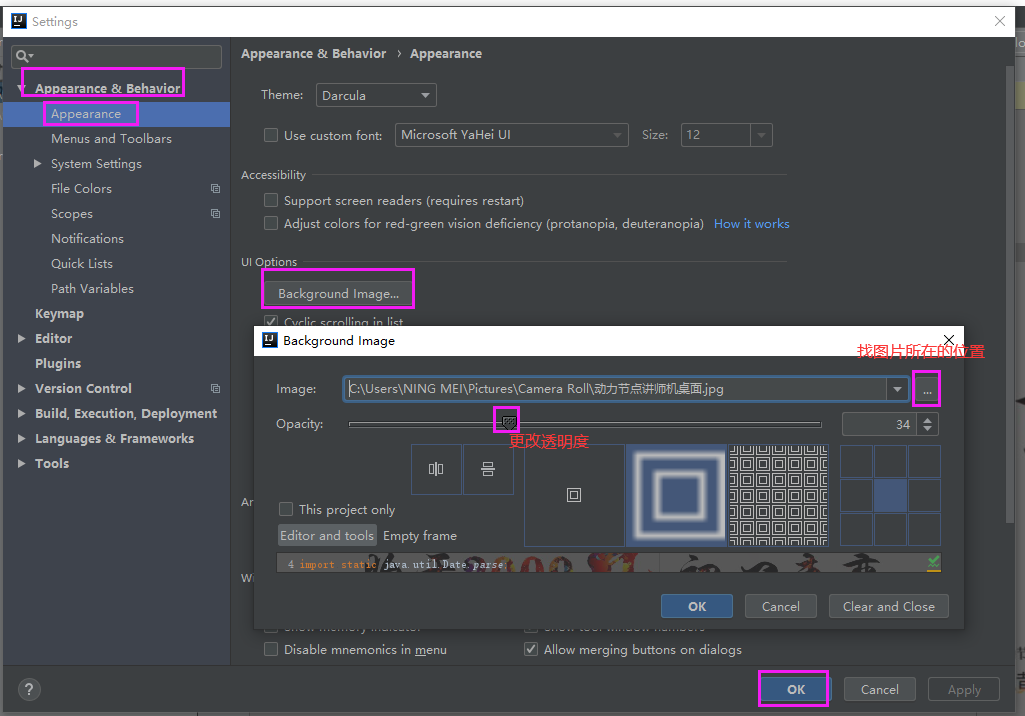 Settings
Appearance & Behavior
Appearance
Menus and Toolbars
System Settings
File Colors
Scopes
Notifications
Quick Lists
Path Variables
Keymap
Editor
Plugins
Version Control
Build, Execution, Deployment
Languages & Frameworks
Tools
Appearance & Behavior › Appearance
Theme: Darcula
Use custom font: Microsoft YaHei UI Size: 12
Accessibility
Support screen readers (requires restart)
Adjust colors for red-green vision deficiency (protanopia, deuteranopia) How it works
UI Options
Background Image...
Cyclic scrolling in list
Background Image
找图片所在的位置
Image: C:\Users\NING MEI\Pictures\Camera Roll\动力节点讲师机桌面.jpg ...
Opacity: 34
更改透明度
This project only
Editor and tools Empty frame
4 import static java.util.Date.parse;
OK Cancel Clear and Close
Show memory indicator Show tool window numbers
Disable mnemonics in menu Allow merging buttons on dialogs
? OK Cancel Apply